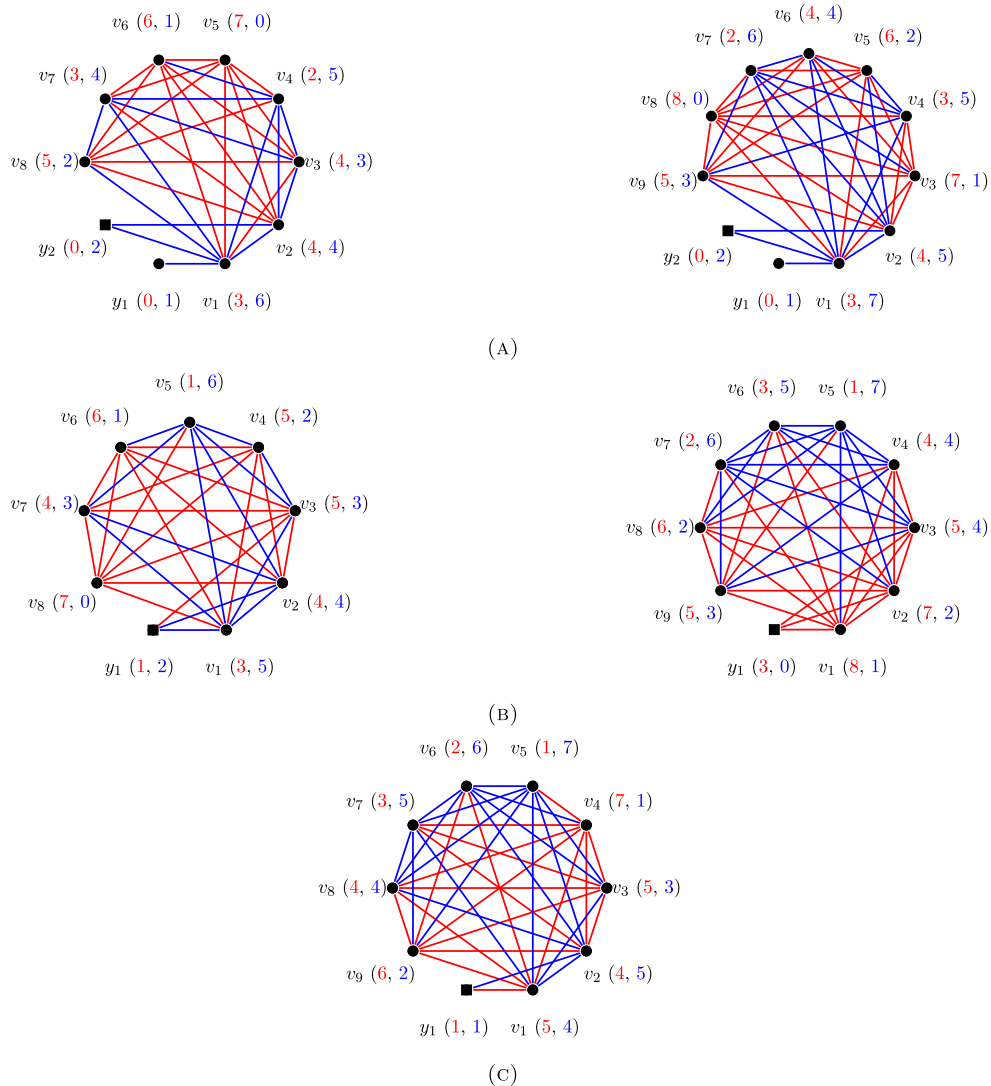 v₆ (6, 1) v₅ (7, 0)
v₇ (3, 4) v₄ (2, 5)
v₈ (5, 2) v₃ (4, 3)
y₂ (0, 2) v₂ (4, 4)
y₁ (0, 1) v₁ (3, 6)
v₆ (4, 4)
v₇ (2, 6) v₅ (6, 2)
v₈ (8, 0) v₄ (3, 5)
v₉ (5, 3) v₃ (7, 1)
y₂ (0, 2) v₂ (4, 5)
y₁ (0, 1) v₁ (3, 7)
(A)
v₅ (1, 6)
v₆ (6, 1) v₄ (5, 2)
v₇ (4, 3) v₃ (5, 3)
v₈ (7, 0) v₂ (4, 4)
y₁ (1, 2) v₁ (3, 5)
v₆ (3, 5) v₅ (1, 7)
v₇ (2, 6) v₄ (4, 4)
v₈ (6, 2) v₃ (5, 4)
v₉ (5, 3) v₂ (7, 2)
y₁ (3, 0) v₁ (8, 1)
(B)
v₆ (2, 6) v₅ (1, 7)
v₇ (3, 5) v₄ (7, 1)
v₈ (4, 4) v₃ (5, 3)
v₉ (6, 2) v₂ (4, 5)
y₁ (1, 1) v₁ (5, 4)
(C)